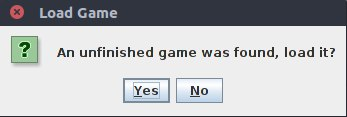 Load Game
An unfinished game was found, load it?
Yes No